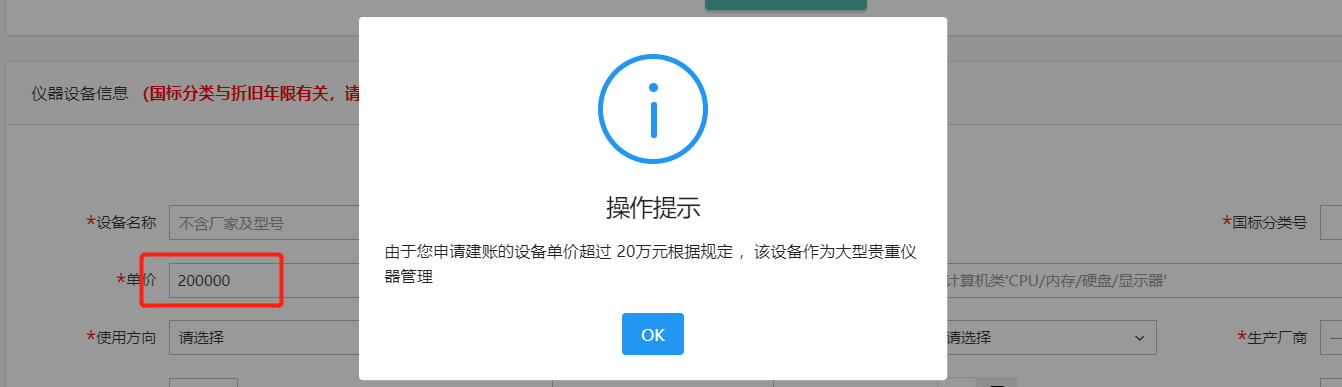 仪器设备信息 (国标分类与折旧年限有关，请
操作提示
*设备名称 不含厂家及型号 *国标分类号
由于您申请建账的设备单价超过 20万元根据规定 ，该设备作为大型贵重仪
器管理
*单价 200000 计算机类'CPU/内存/硬盘/显示器'
OK
*使用方向 请选择 请选择 *生产厂商